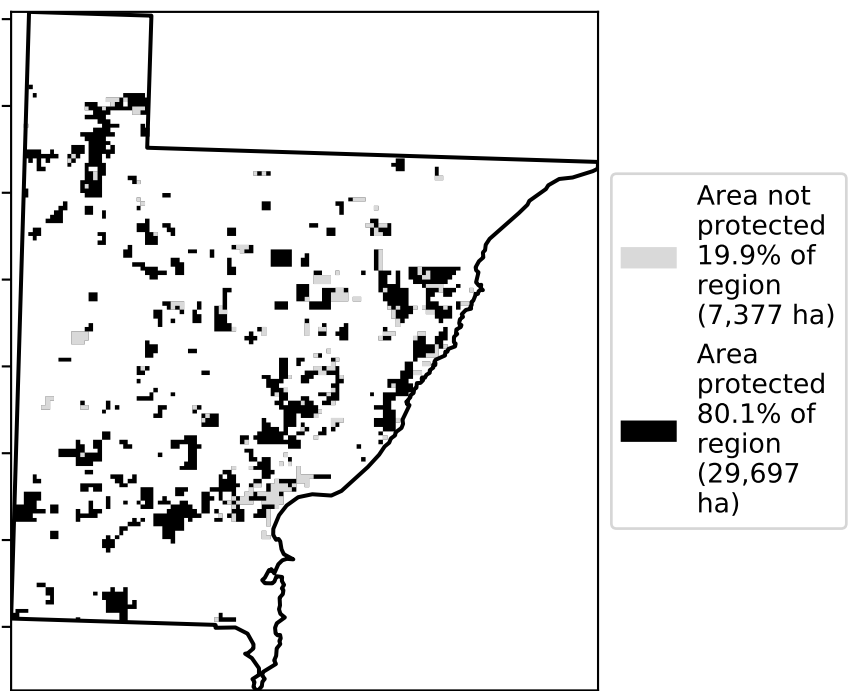 Area not
protected
19.9% of
region
(7,377 ha)
Area
protected
80.1% of
region
(29,697
ha)